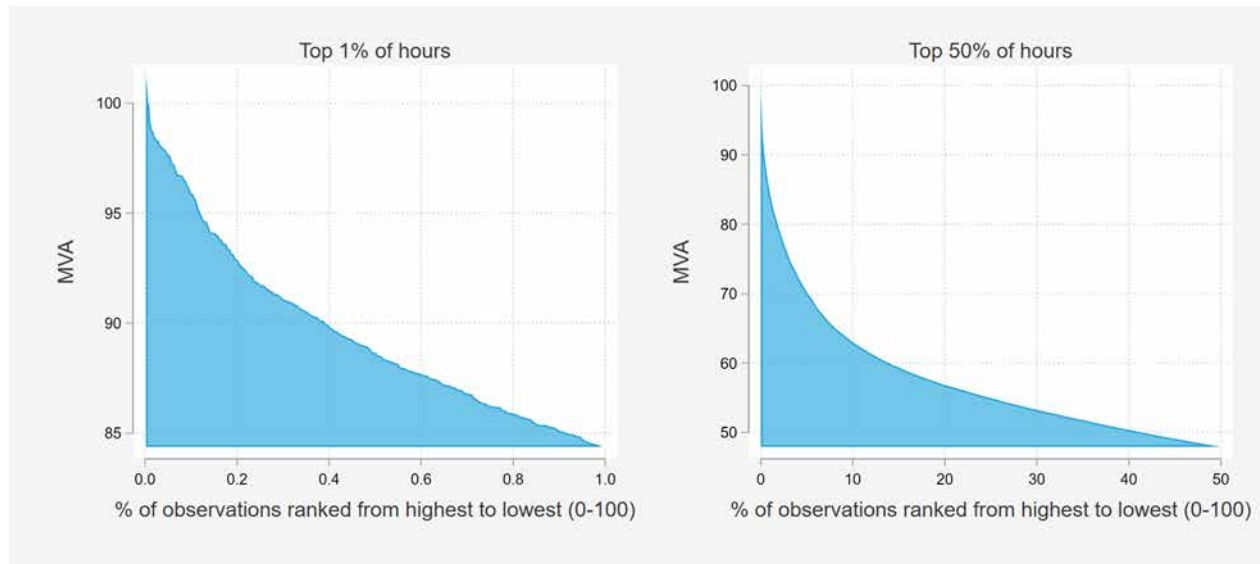 Top 1% of hours
MVA
100
95
90
85
0.0 0.2 0.4 0.6 0.8 1.0
% of observations ranked from highest to lowest (0-100)
Top 50% of hours
MVA
100
90
80
70
60
50
0 10 20 30 40 50
% of observations ranked from highest to lowest (0-100)